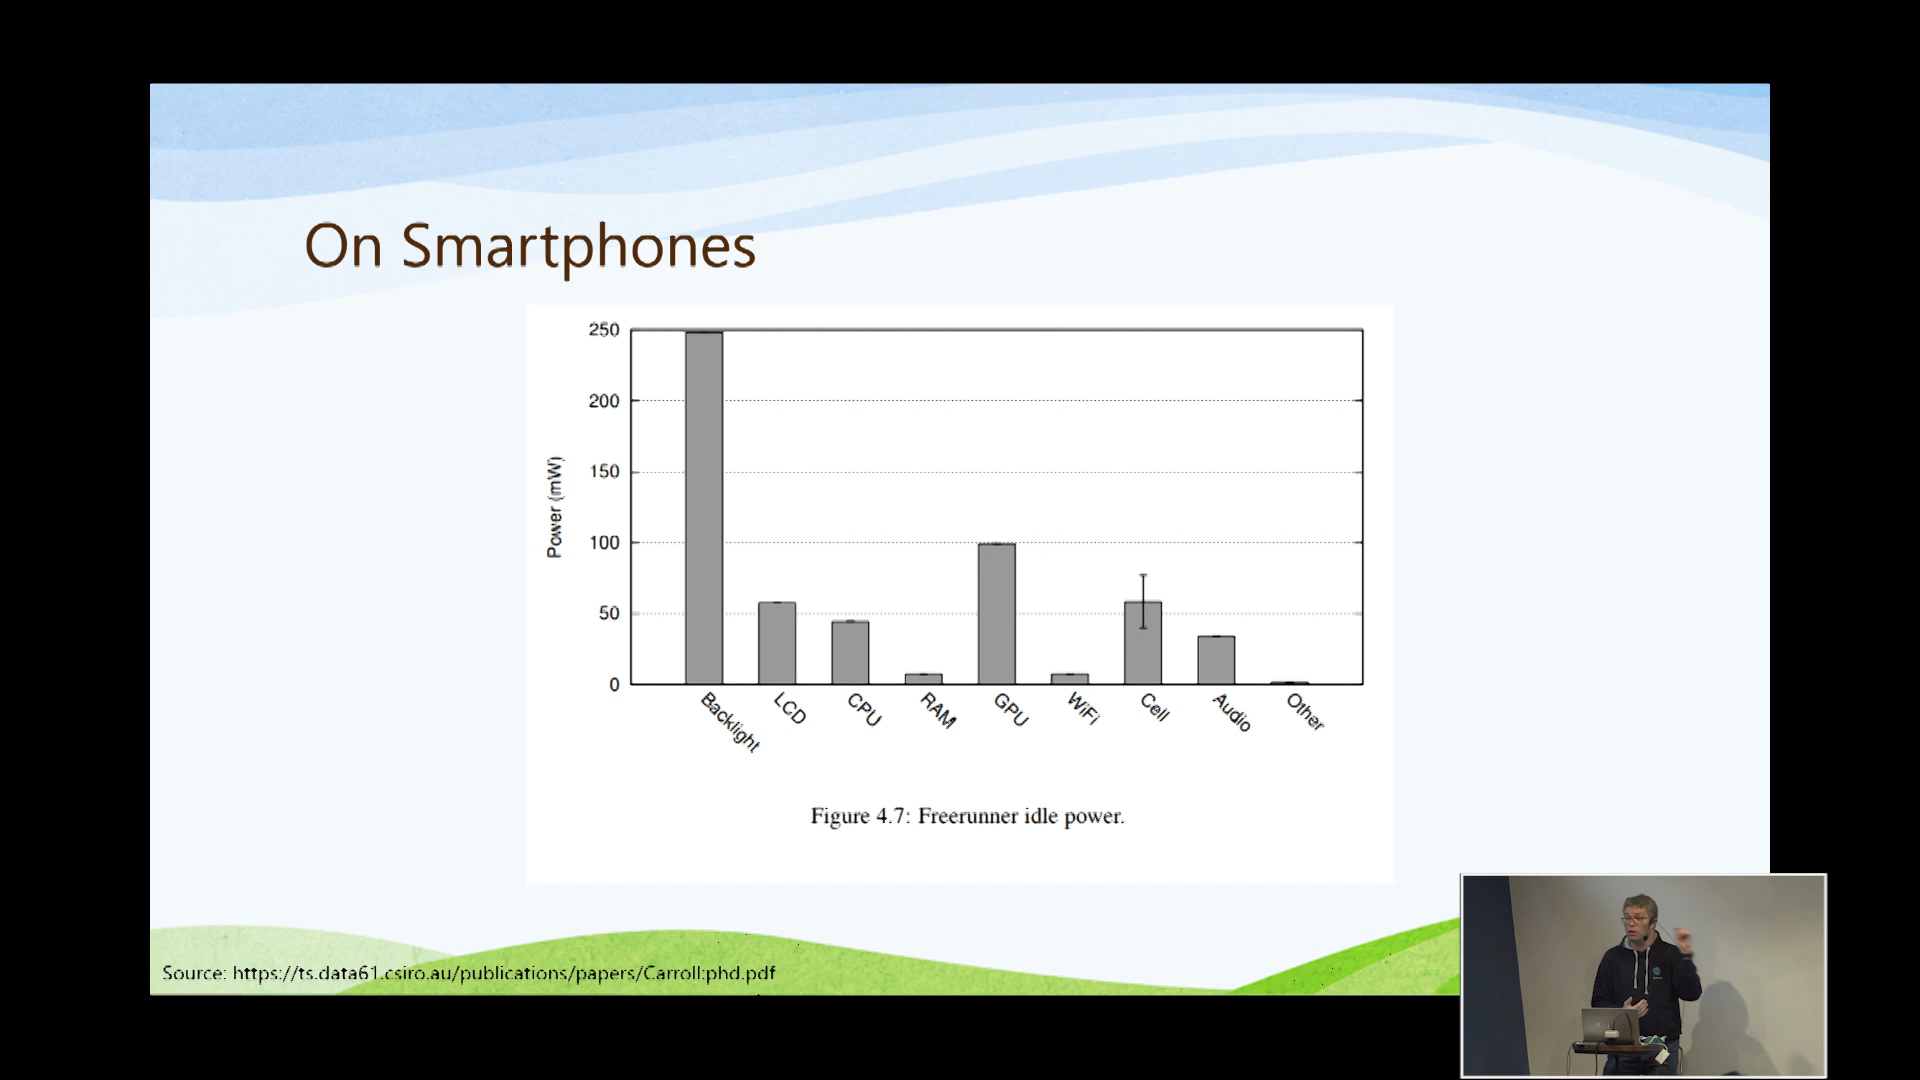 On Smartphones
250
200
150
100
50
0
Power (mW)
Backlight
LCD
CPU
RAM
GPU
WiFi
Cell
Audio
Other
Figure 4.7: Freerunner idle power.
Source: https://ts.data61.csiro.au/publications/papers/Carroll:phd.pdf